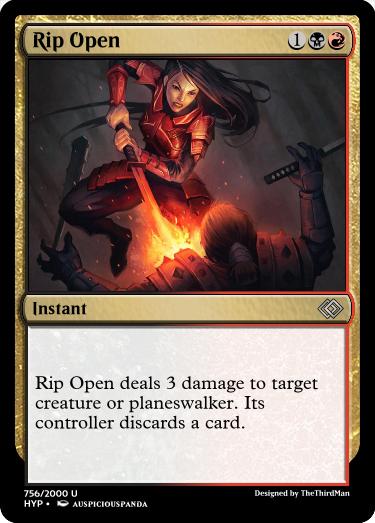 Rip Open 1
Instant
Rip Open deals 3 damage to target
creature or planeswalker. Its
controller discards a card.
756/2000 U
Designed by TheThirdMan
HYP • AUSPICIOUSPANDA